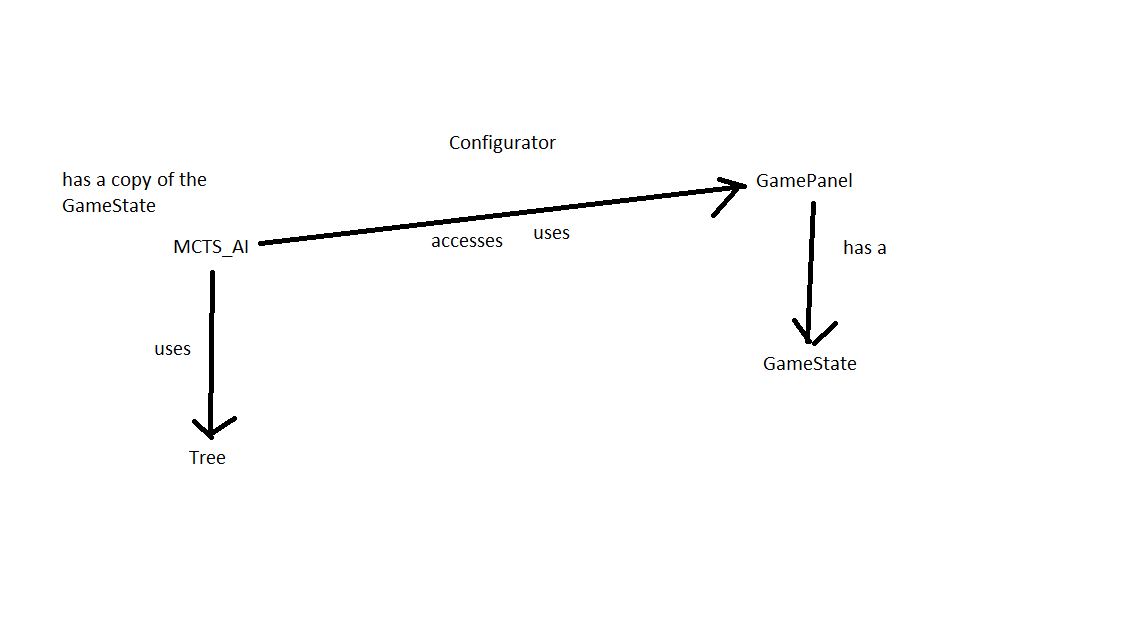 Configurator
has a copy of the
GameState
GamePanel
MCTS_AI
accesses
uses
has a
uses
GameState
Tree